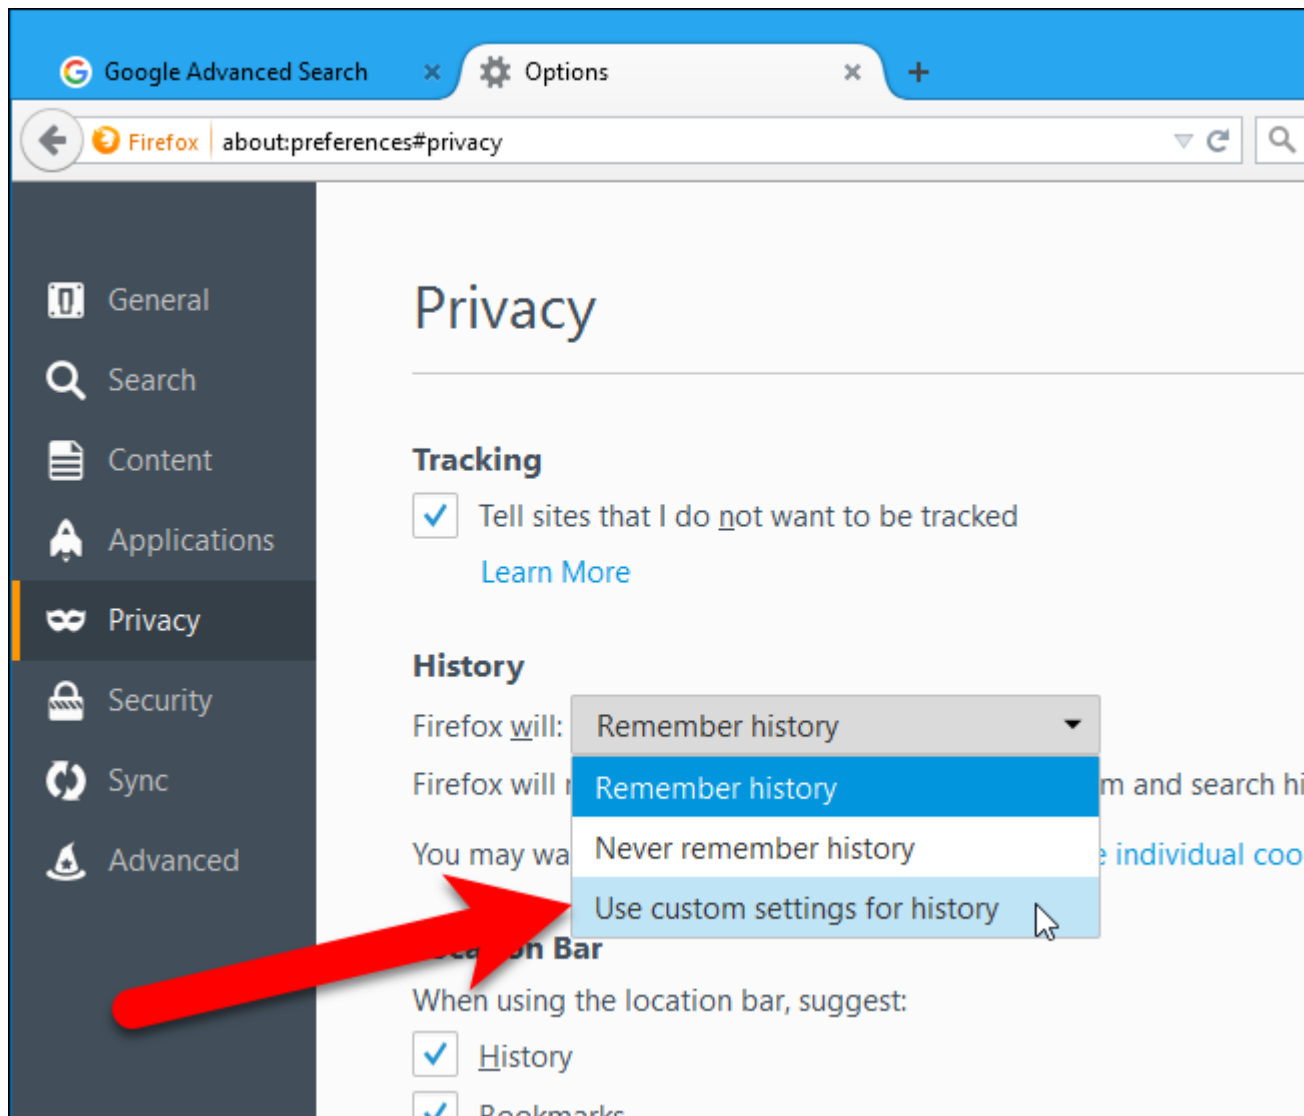 Google Advanced Search
Options
Firefox about:preferences#privacy
General
Search
Content
Applications
Privacy
Security
Sync
Advanced
Privacy
Tracking
Tell sites that I do not want to be tracked
Learn More
History
Firefox will: Remember history
Remember history
Never remember history
Use custom settings for history
Firefox will m and search hi
You may wa individual coo
Bar
When using the location bar, suggest:
History
Bookmarks